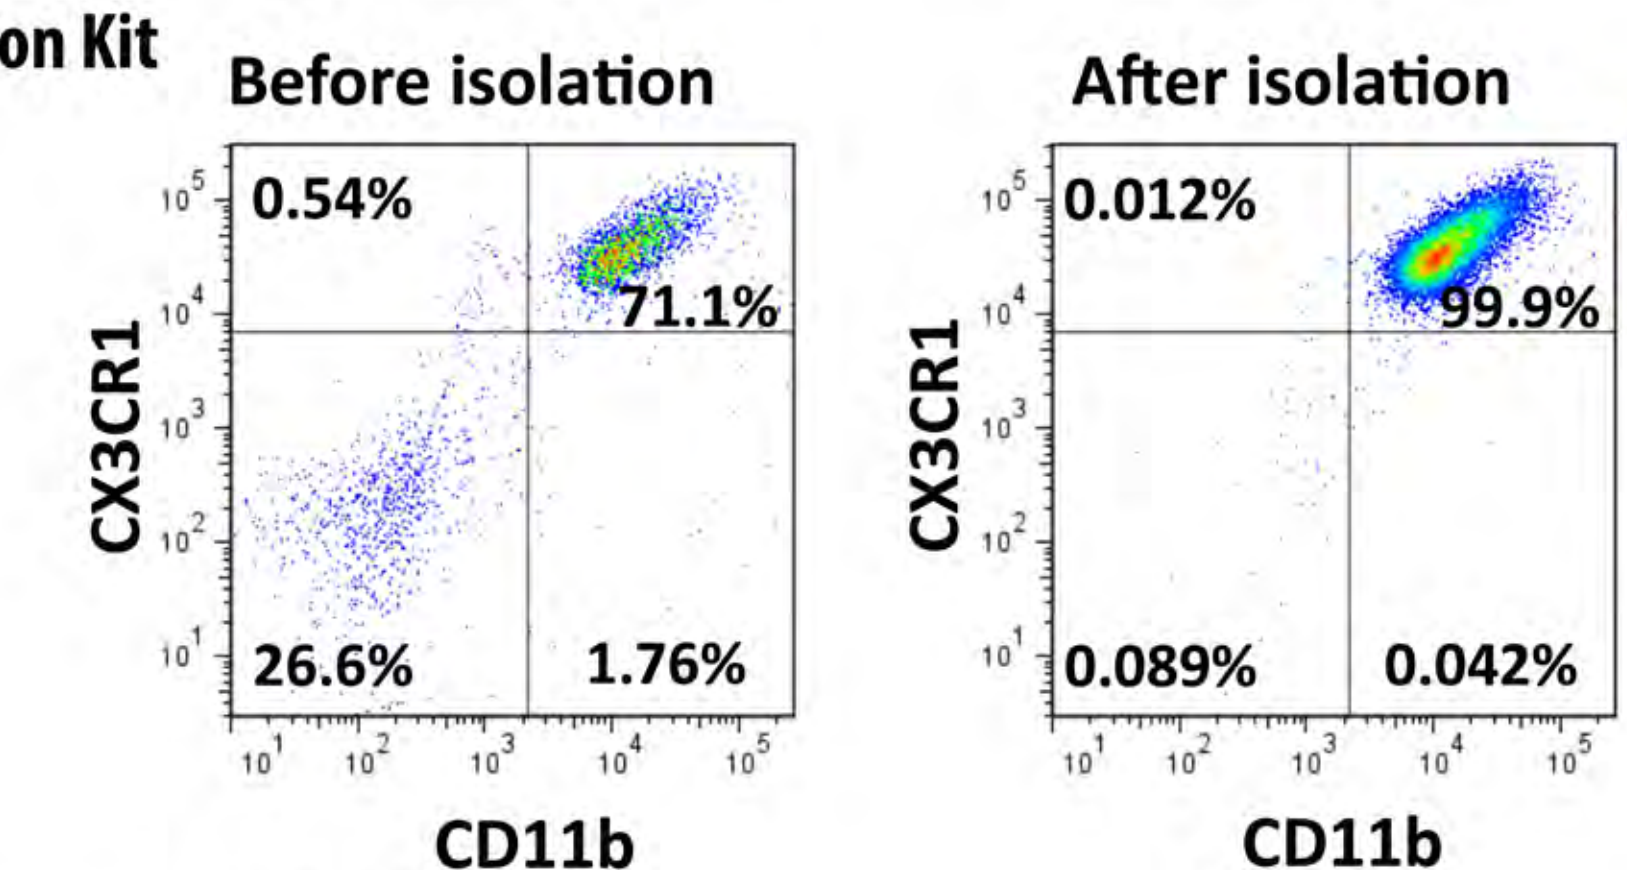 on Kit
Before isolation
After isolation
0.54%
71.1%
26.6%
1.76%
10^5
10^4
10^3
10^2
10^1
10^1 10^2 10^3 10^4 10^5
CX3CR1
CD11b
0.012%
99.9%
0.089%
0.042%
10^5
10^4
10^3
10^2
10^1
10^1 10^2 10^3 10^4 10^5
CX3CR1
CD11b